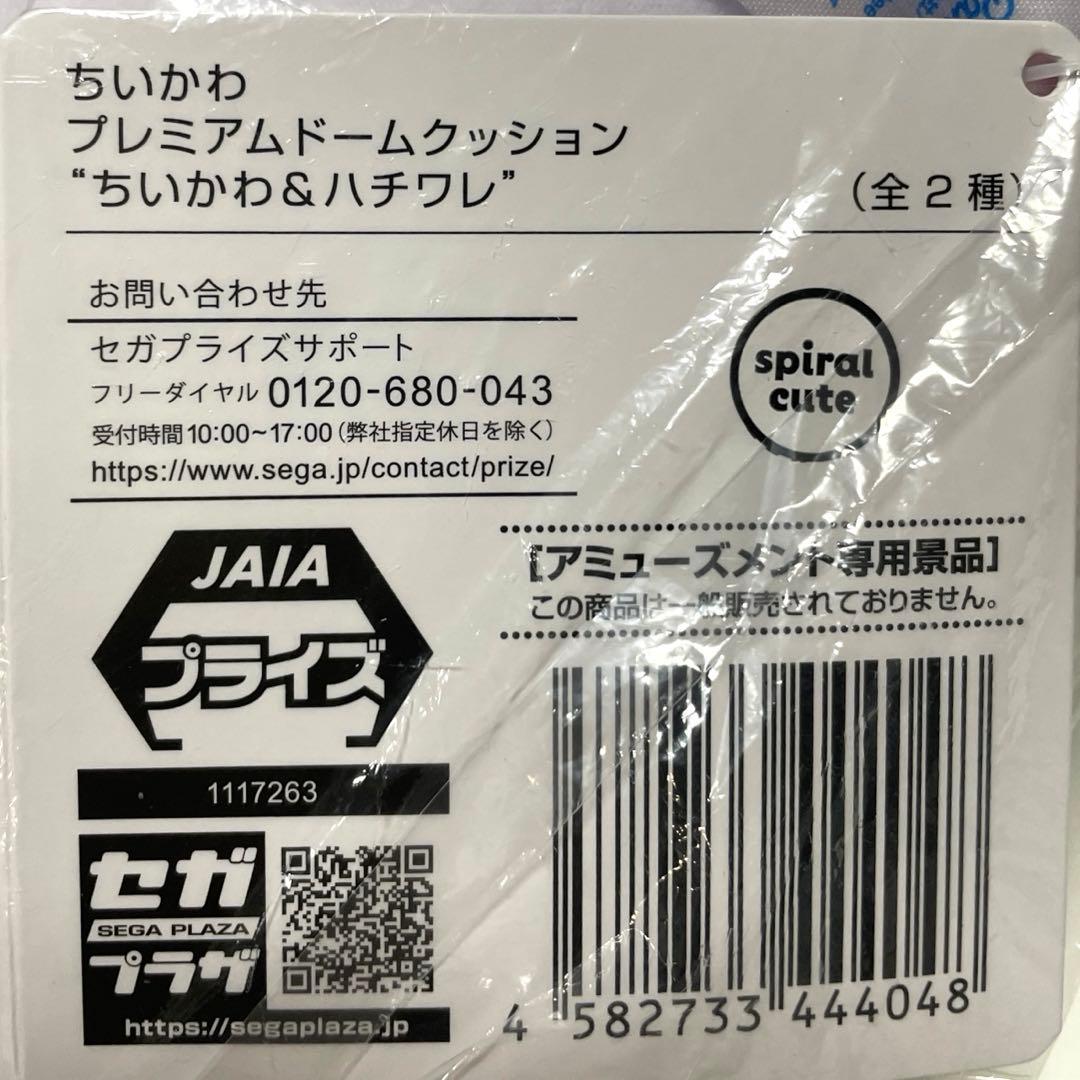 ちいかわ
プレミアムドームクッション
“ちいかわ＆ハチワレ”
（全2種）
お問い合わせ先
セガプライズサポート
フリーダイヤル 0120-680-043
受付時間10:00~17:00（弊社指定休日を除く）
https://www.sega.jp/contact/prize/
spiral
cute
JAIA
プライズ
[アミューズメント専用景品]
この商品は一般販売されておりません。
1117263
セガ
SEGA PLAZA
プラザ
https://segaplaza.jp
4 582733 444048